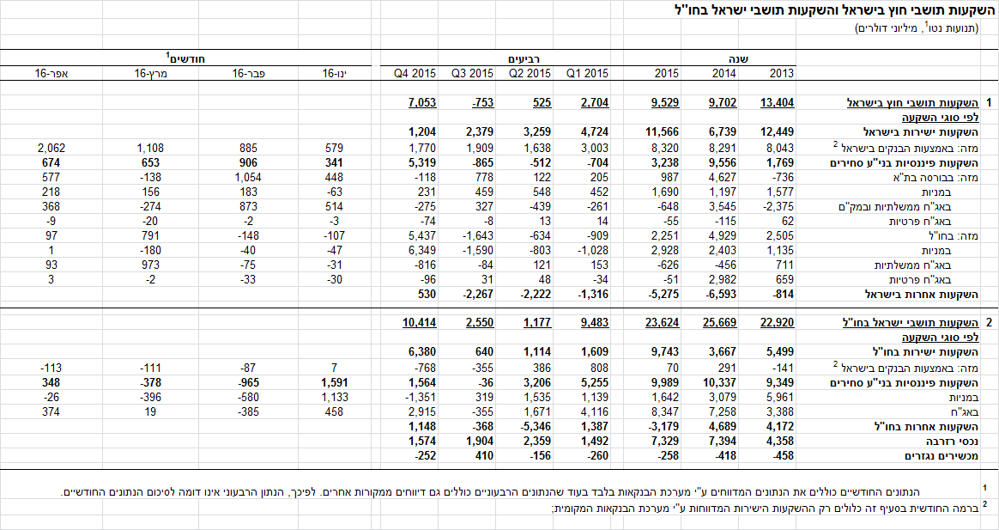 השקעות תושבי חוץ בישראל והשקעות תושבי ישראל בחו"ל
(תנועות נטו1, מיליוני דולרים)
שנה רביעים חודשים1
2013 2014 2015 Q1 2015 Q2 2015 Q3 2015 Q4 2015 ינו-16 פבר-16 מרץ-16 אפר-16
1 השקעות תושבי חוץ בישראל 13,404 9,702 9,529 2,704 525 -753 7,053
לפי סוגי השקעה
השקעות ישירות בישראל 12,449 6,739 11,566 4,724 3,259 2,379 1,204
מזה: באמצעות הבנקים בישראל 2 8,043 8,291 8,320 3,003 1,638 1,909 1,770 579 885 1,108 2,062
השקעות פיננסיות בני"ע סחירים 1,769 9,556 3,238 -704 -512 -865 5,319 341 906 653 674
מזה: בבורסה בת"א -736 4,627 987 205 122 778 -118 448 1,054 -138 577
במניות 1,577 1,197 1,690 452 548 459 231 -63 183 156 218
באג"ח ממשלתיות ובמק"ם -2,375 3,545 -648 -261 -439 327 -275 514 873 -274 368
באג"ח פרטיות 62 -115 -55 14 13 -8 -74 -3 -2 -20 -9
מזה: בחו"ל 2,505 4,929 2,251 -909 -634 -1,643 5,437 -107 -148 791 97
במניות 1,135 2,403 2,928 -1,028 -803 -1,590 6,349 -47 -40 -180 1
באג"ח ממשלתיות 711 -456 -626 153 121 -84 -816 -31 -75 973 93
באג"ח פרטיות 659 2,982 -51 -34 48 31 -96 -30 -33 -2 3
השקעות אחרות בישראל -814 -6,593 -5,275 -1,316 -2,222 -2,267 530
2 השקעות תושבי ישראל בחו"ל 22,920 25,669 23,624 9,483 1,177 2,550 10,414
לפי סוגי השקעה
השקעות ישירות בחו"ל 5,499 3,667 9,743 1,609 1,114 640 6,380
מזה: באמצעות הבנקים בישראל 2 -141 291 70 808 386 -355 -768 7 -87 -111 -113
השקעות פיננסיות בני"ע סחירים 9,349 10,337 9,989 5,255 3,206 -36 1,564 1,591 -965 -378 348
במניות 5,961 3,079 1,642 1,139 1,535 319 -1,351 1,133 -580 -396 -26
באג"ח 3,388 7,258 8,347 4,116 1,671 -355 2,915 458 -385 19 374
השקעות אחרות בחו"ל 4,172 4,689 -3,179 1,387 -5,346 -368 1,148
נכסי רזרבה 4,358 7,394 7,329 1,492 2,359 1,904 1,574
מכשירים נגזרים -458 -418 -258 -260 -156 410 -252
1 הנתונים החודשיים כוללים את הנתונים המדווחים ע"י מערכת הבנקאות בלבד בעוד שהנתונים הרבעוניים כוללים גם דיווחים ממקורות אחרים. לפיכך, הנתון הרבעוני אינו דומה לסיכום הנתונים החודשיים.
2 ברמה החודשית בסעיף זה כלולים רק ההשקעות הישירות המדווחות ע"י מערכת הבנקאות המקומית;